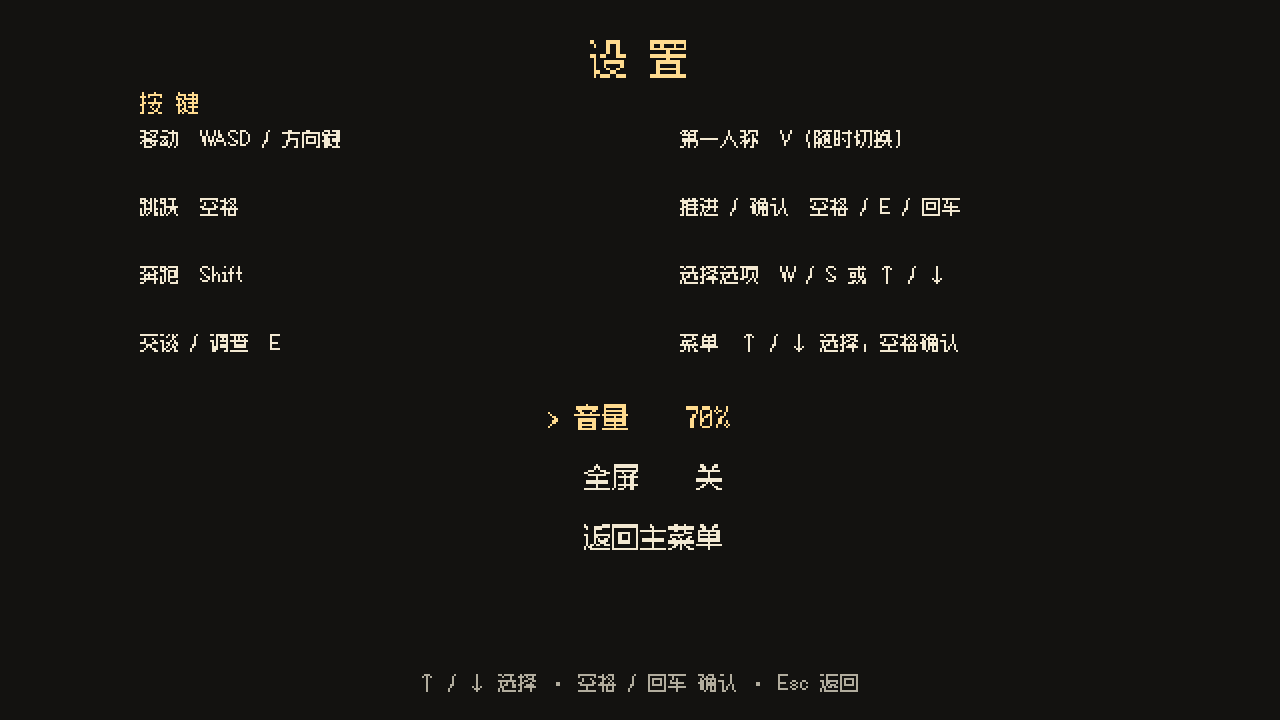 设 置
按 键
移动  WASD / 方向键
第一人称  V (随时切换)
跳跃  空格
推进 / 确认  空格 / E / 回车
奔跑  Shift
选择选项  W / S 或 ↑ / ↓
交谈 / 调查  E
菜单  ↑ / ↓ 选择，空格确认
> 音量  70%
全屏  关
返回主菜单
↑ / ↓ 选择 · 空格 / 回车 确认 · Esc 返回